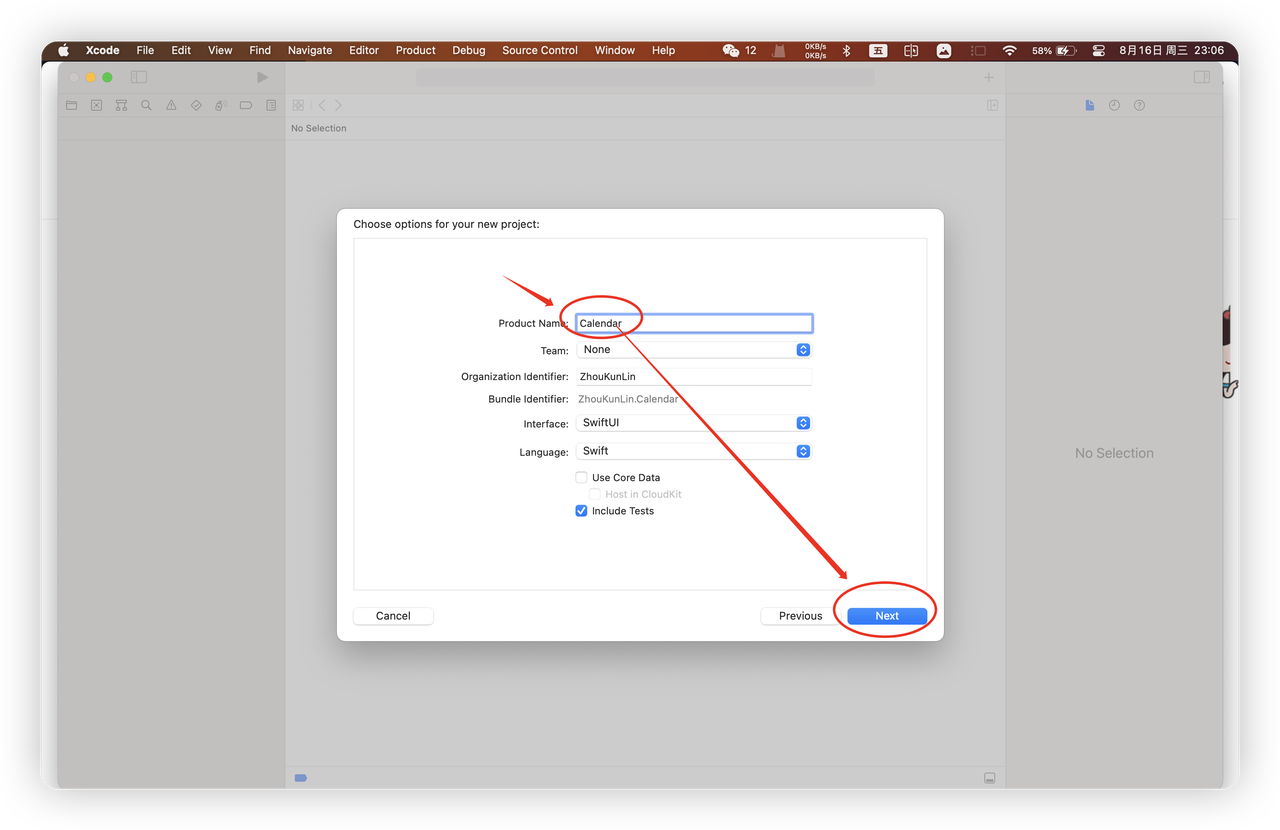 Xcode File Edit View Find Navigate Editor Product Debug Source Control Window Help 12 0KB/s 0KB/s 五 58% 8月16日 周三 23:06
No Selection
Choose options for your new project:
Product Name: Calendar
Team: None
Organization Identifier: ZhouKunLin
Bundle Identifier: ZhouKunLin.Calendar
Interface: SwiftUI
No Selection
Language: Swift
Use Core Data
Host in CloudKit
Include Tests
Cancel Previous Next